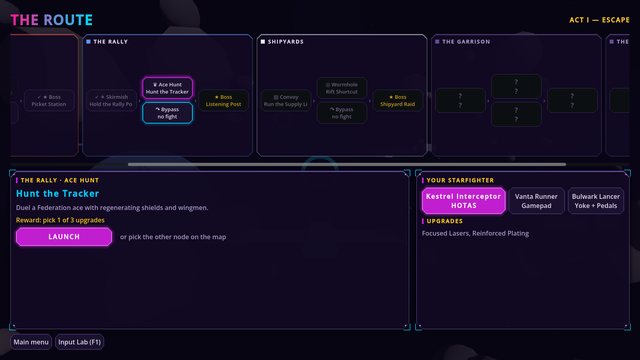 THE ROUTE
ACT I — ESCAPE
THE RALLY
SHIPYARDS
THE GARRISON
THE
Boss
Picket Station
Skirmish
Hold the Rally Po
Ace Hunt
Hunt the Tracker
Bypass
no fight
Boss
Listening Post
Convoy
Run the Supply Li
Wormhole
Rift Shortcut
Bypass
no fight
Boss
Shipyard Raid
?
?
?
?
?
?
?
?
THE RALLY · ACE HUNT
Hunt the Tracker
Duel a Federation ace with regenerating shields and wingmen.
Reward: pick 1 of 3 upgrades
LAUNCH
or pick the other node on the map
YOUR STARFIGHTER
Kestrel Interceptor
HOTAS
Vanta Runner
Gamepad
Bulwark Lancer
Yoke + Pedals
UPGRADES
Focused Lasers, Reinforced Plating
Main menu
Input Lab (F1)